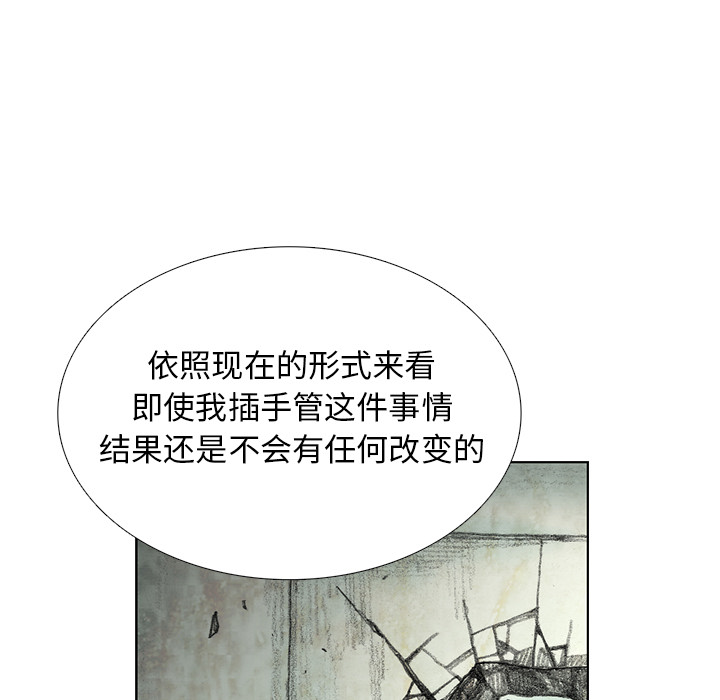 依照现在的形式来看
即使我插手管这件事情
结果还是不会有任何改变的